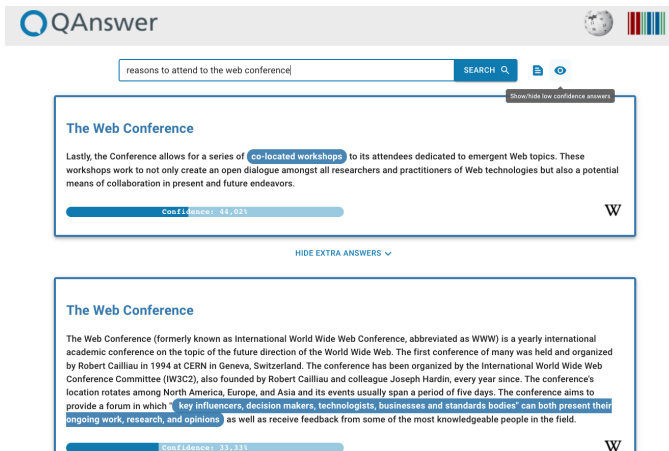 QAnswer
reasons to attend to the web conference
SEARCH
Show/hide low confidence answers
The Web Conference
Lastly, the Conference allows for a series of co-located workshops to its attendees dedicated to emergent Web topics. These
workshops work to not only create an open dialogue amongst all researchers and practitioners of Web technologies but also a potential
means of collaboration in present and future endeavors.
Confidence: 44,02%
W
HIDE EXTRA ANSWERS
The Web Conference
The Web Conference (formerly known as International World Wide Web Conference, abbreviated as WWW) is a yearly international
academic conference on the topic of the future direction of the World Wide Web. The first conference of many was held and organized
by Robert Cailliau in 1994 at CERN in Geneva, Switzerland. The conference has been organized by the International World Wide Web
Conference Committee (IW3C2), also founded by Robert Cailliau and colleague Joseph Hardin, every year since. The conference's
location rotates among North America, Europe, and Asia and its events usually span a period of five days. The conference aims to
provide a forum in which "key influencers, decision makers, technologists, businesses and standards bodies" can both present their
ongoing work, research, and opinions as well as receive feedback from some of the most knowledgeable people in the field.
Confidence: 33,33%
W